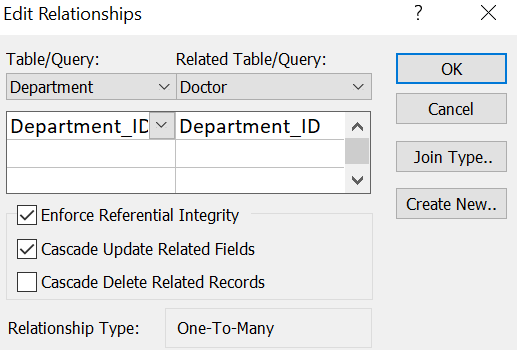 Edit Relationships ?
Table/Query: Related Table/Query:
Department Doctor
OK
Department_ID Department_ID
Cancel
Join Type..
Create New..
Enforce Referential Integrity
Cascade Update Related Fields
Cascade Delete Related Records
Relationship Type: One-To-Many